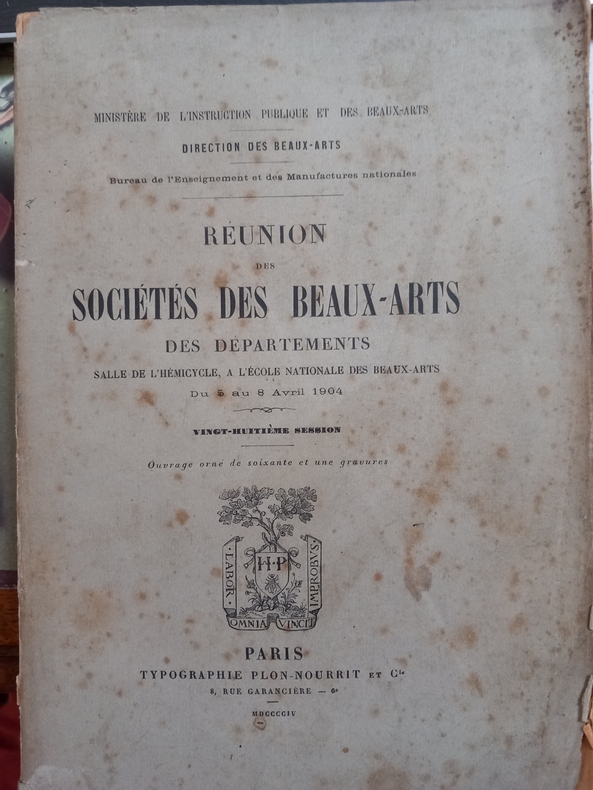 MINISTÈRE DE L'INSTRUCTION PUBLIQUE ET DES BEAUX-ARTS
DIRECTION DES BEAUX-ARTS
Bureau de l'Enseignement et des Manufactures nationales
RÉUNION
DES
SOCIÉTÉS DES BEAUX-ARTS
DES DÉPARTEMENTS
SALLE DE L'HÉMICYCLE, A L'ÉCOLE NATIONALE DES BEAUX-ARTS
Du 5 au 8 Avril 1904
VINGT-HUITIÈME SESSION
Ouvrage orné de soixante et une gravures
LABOR
H·P
IMPROBVS
OMNIA VINCIT
PARIS
TYPOGRAPHIE PLON-NOURRIT ET Cie
8, RUE GARANCIÈRE — 6e
MDCCCCIV